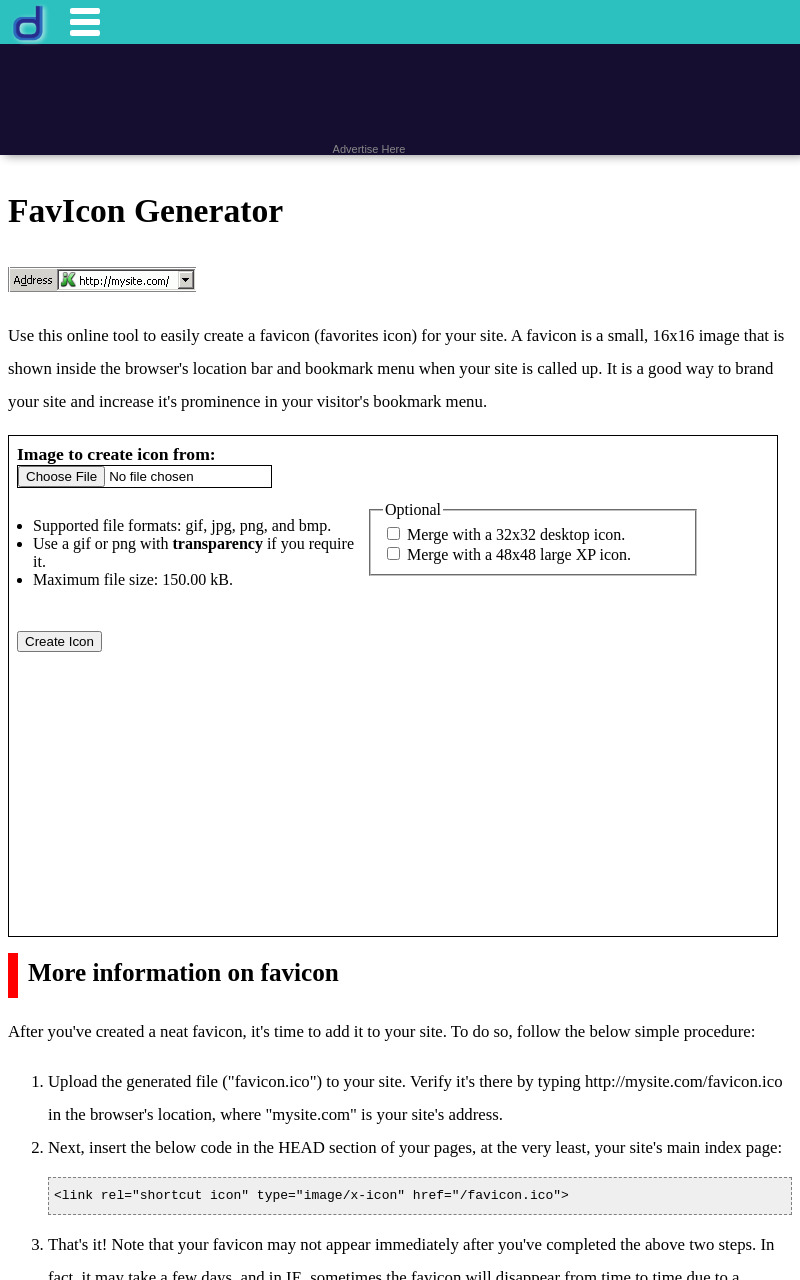 d
Advertise Here
FavIcon Generator
Address http://mysite.com/
Use this online tool to easily create a favicon (favorites icon) for your site. A favicon is a small, 16x16 image that is
shown inside the browser's location bar and bookmark menu when your site is called up. It is a good way to brand
your site and increase it's prominence in your visitor's bookmark menu.
Image to create icon from:
Choose File No file chosen
Supported file formats: gif, jpg, png, and bmp.
Use a gif or png with transparency if you require
it.
Maximum file size: 150.00 kB.
Optional
Merge with a 32x32 desktop icon.
Merge with a 48x48 large XP icon.
Create Icon
More information on favicon
After you've created a neat favicon, it's time to add it to your site. To do so, follow the below simple procedure:
1. Upload the generated file ("favicon.ico") to your site. Verify it's there by typing http://mysite.com/favicon.ico
in the browser's location, where "mysite.com" is your site's address.
2. Next, insert the below code in the HEAD section of your pages, at the very least, your site's main index page:
<link rel="shortcut icon" type="image/x-icon" href="/favicon.ico">
3. That's it! Note that your favicon may not appear immediately after you've completed the above two steps. In
fact, it may take a few days, and in IE, sometimes the favicon will disappear from time to time due to a